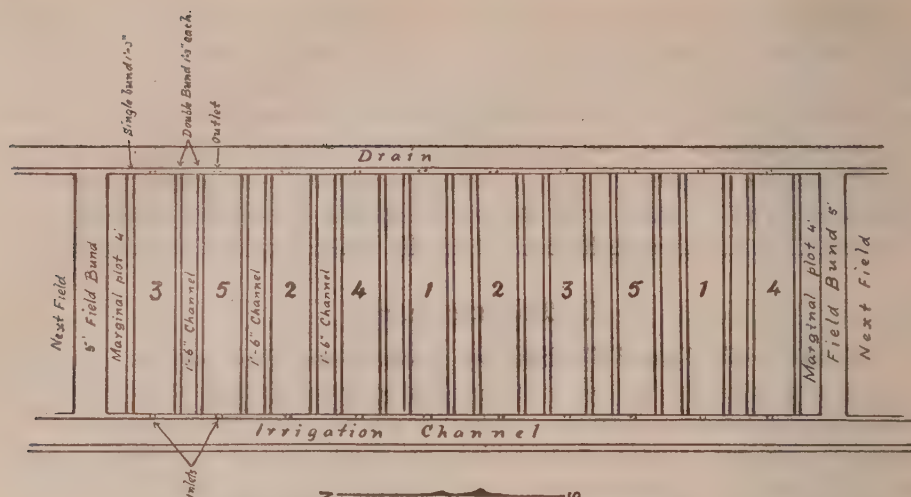 Single bund 1'-3"
Double Bund 1'-3" each.
Outlet
Drain
Next Field
5' Field Bund
Marginal plot 4'
3
1'-6" Channel
5
1'-6" Channel
2
1'-6" Channel
4
1
2
3
5
1
4
Marginal plot 4'
Field Bund 5'
Next Field
Irrigation Channel
Inlets
N
S